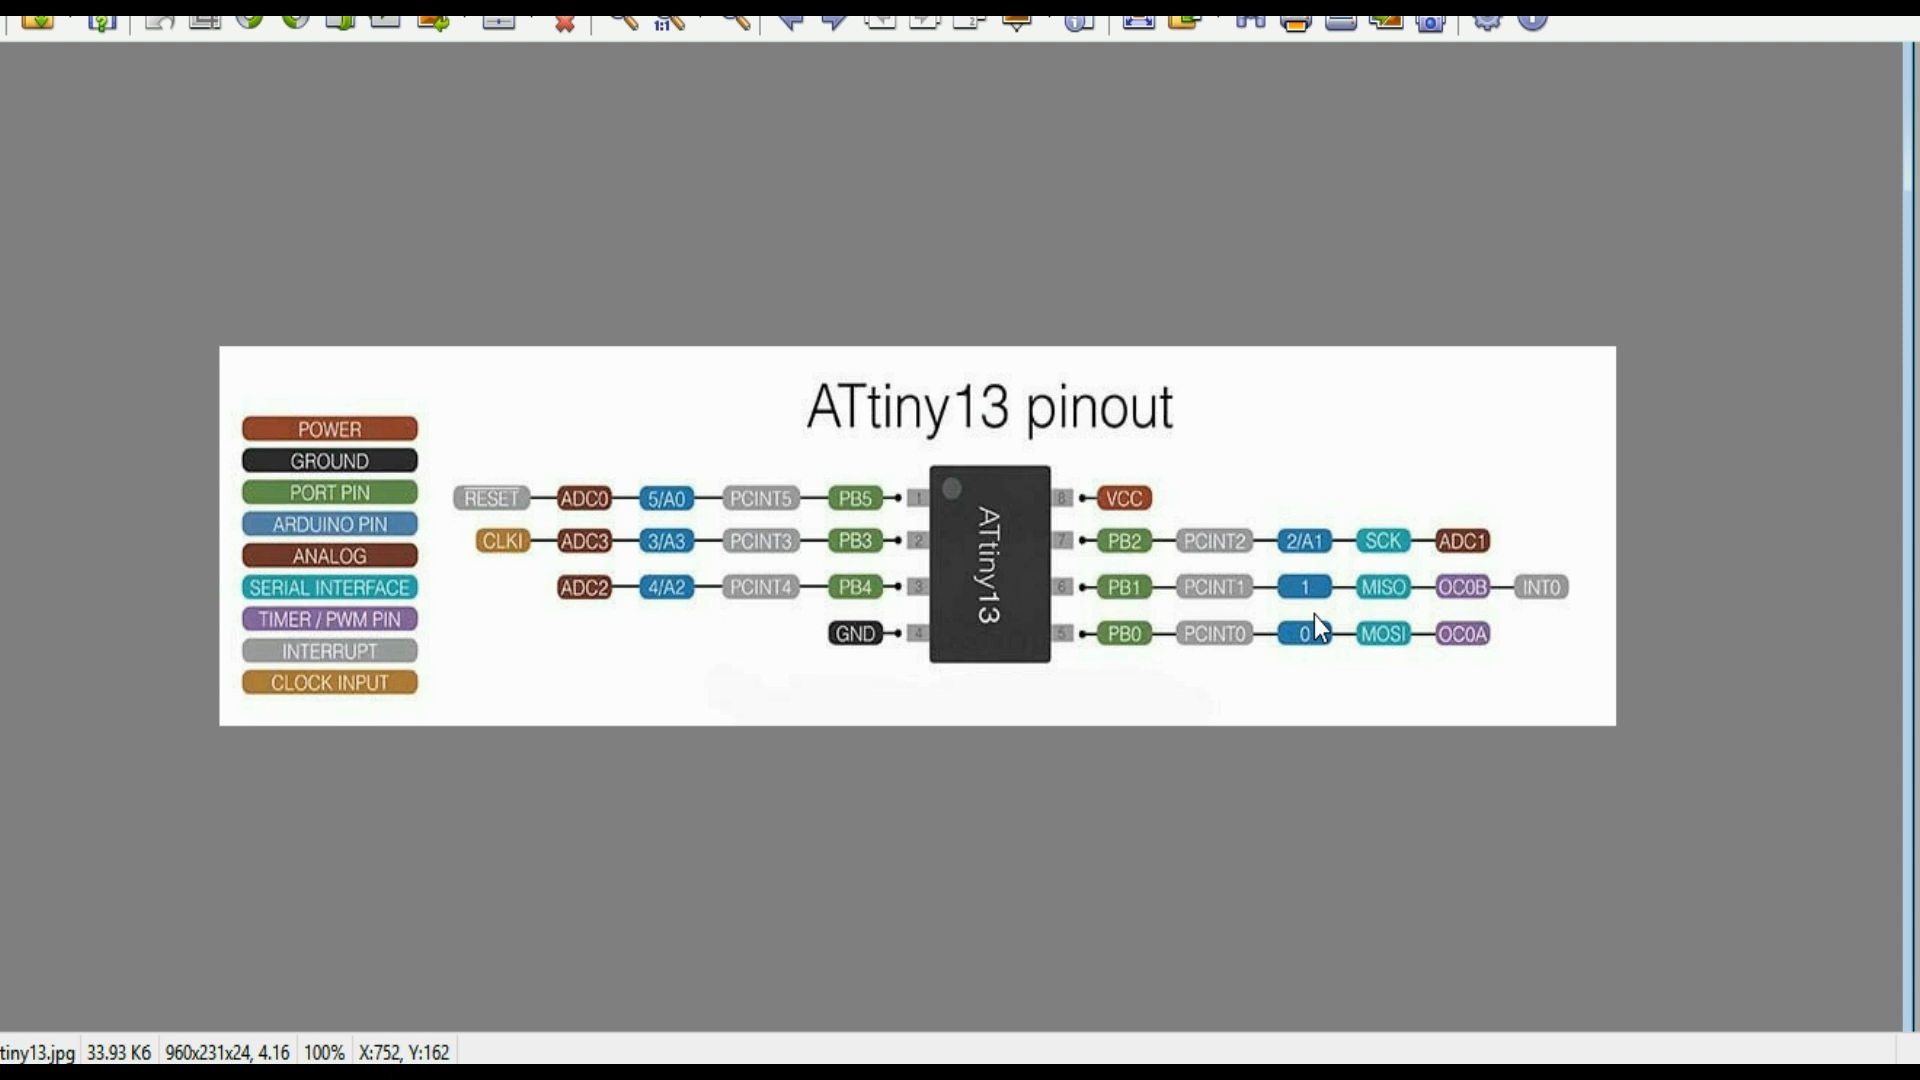 1:1
ATtiny13 pinout
POWER
GROUND
PORT PIN
ARDUINO PIN
ANALOG
SERIAL INTERFACE
TIMER / PWM PIN
INTERRUPT
CLOCK INPUT
RESET ADC0 5/A0 PCINT5 PB5 1 8 VCC
CLKI ADC3 3/A3 PCINT3 PB3 2 7 PB2 PCINT2 2/A1 SCK ADC1
ADC2 4/A2 PCINT4 PB4 3 6 PB1 PCINT1 1 MISO OC0B INT0
GND 4 5 PB0 PCINT0 0 MOSI OC0A
ATtiny13
tiny13.jpg 33.93 Кб 960x231x24, 4.16 100% X:752, Y:162